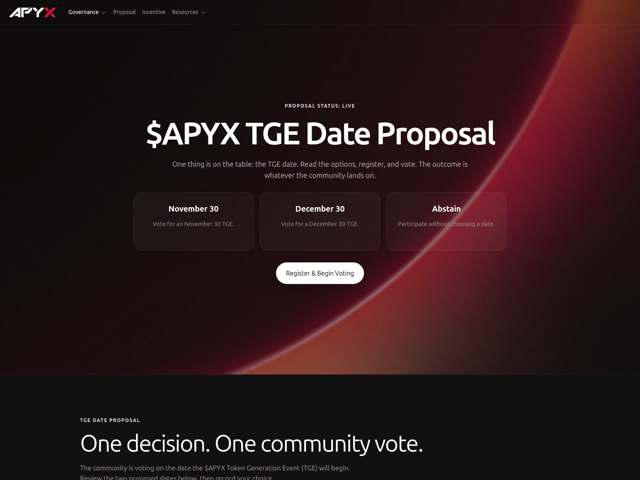 APYX
Governance
Proposal
Incentive
Resources
PROPOSAL STATUS: LIVE
$APYX TGE Date Proposal
One thing is on the table: the TGE date. Read the options, register, and vote. The outcome is
whatever the community lands on.
November 30
Vote for an November 30 TGE.
December 30
Vote for a December 30 TGE.
Abstain
Participate without choosing a date.
Register & Begin Voting
TGE DATE PROPOSAL
One decision. One community vote.
The community is voting on the date the $APYX Token Generation Event (TGE) will begin.
Review the two proposed dates below, then record your choice.